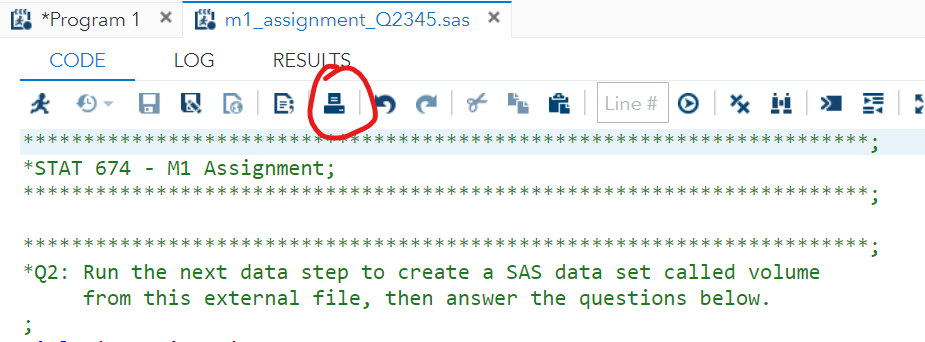 *Program 1 × m1_assignment_Q2345.sas ×
CODE LOG RESULTS
Line #
**********************************************************************;
*STAT 674 - M1 Assignment;
**********************************************************************;
**********************************************************************;
*Q2: Run the next data step to create a SAS data set called volume
from this external file, then answer the questions below.
;